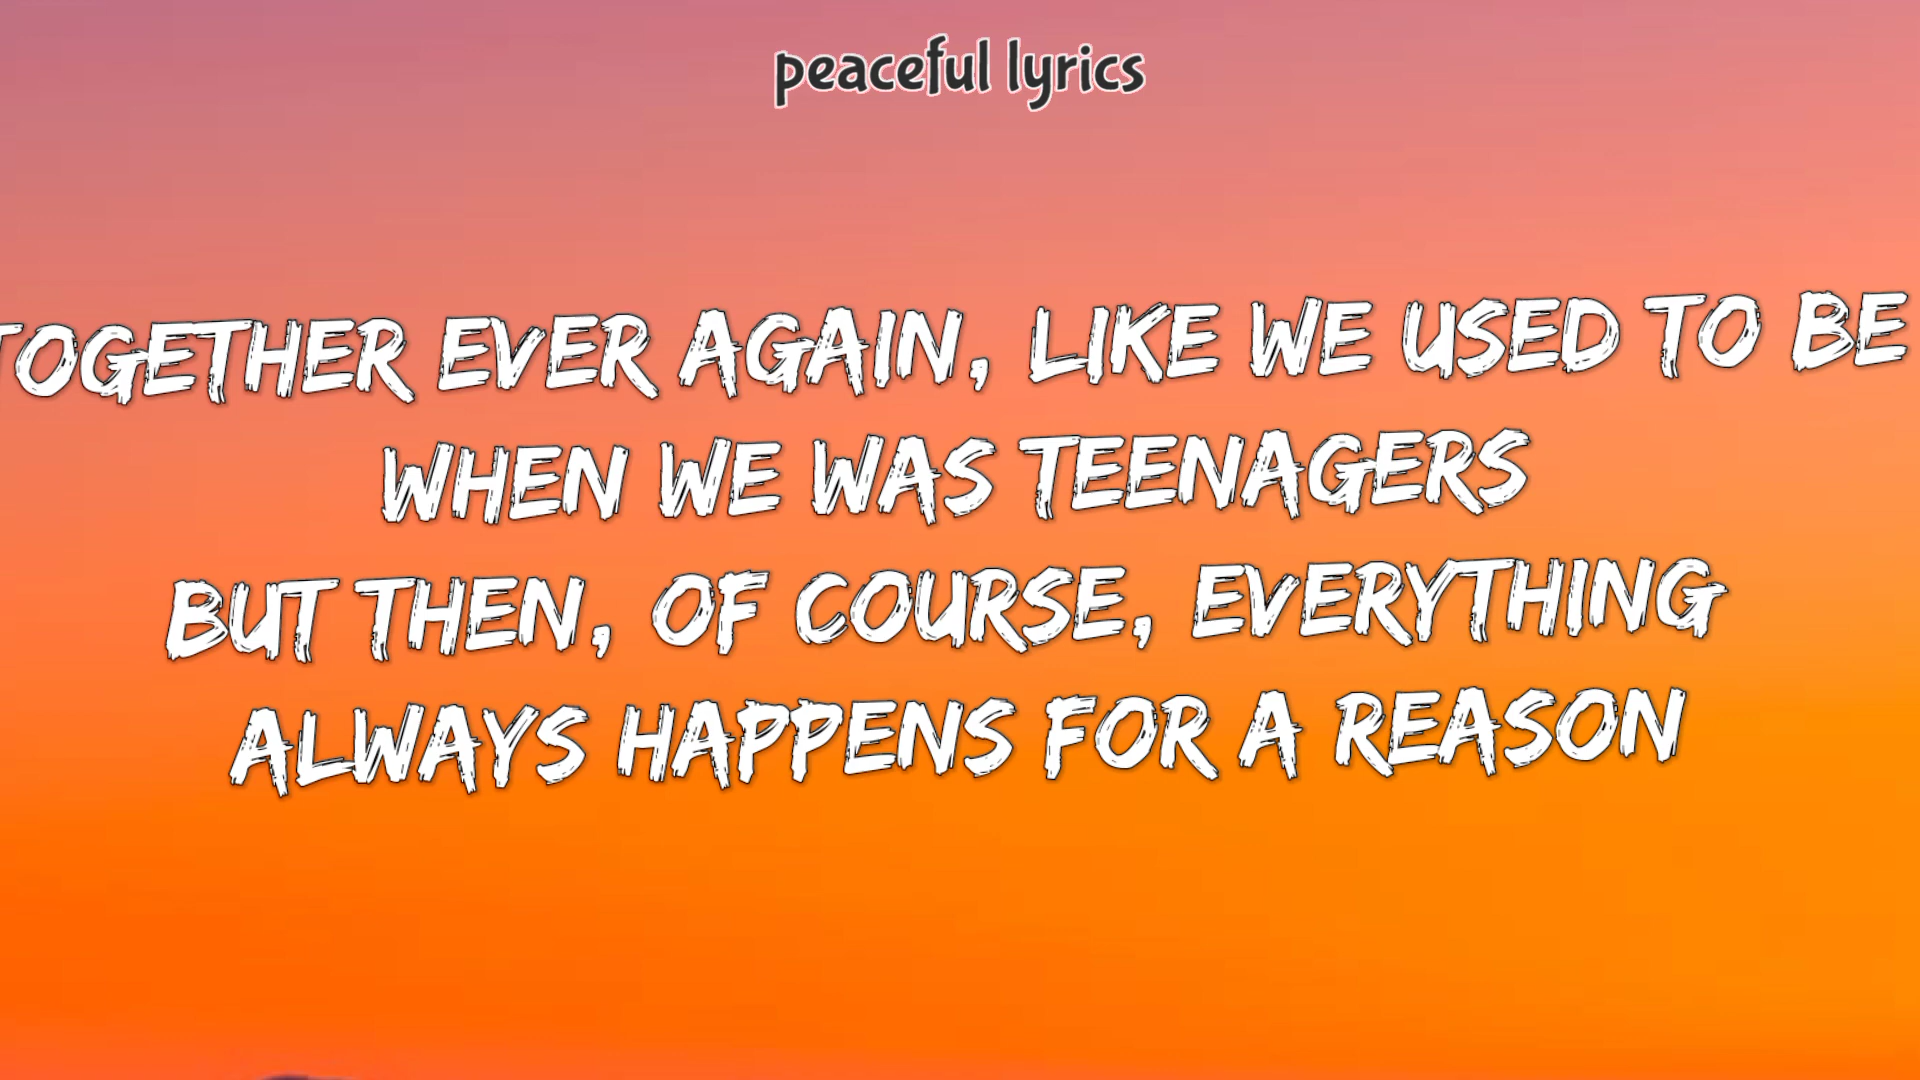 peaceful lyrics
TOGETHER EVER AGAIN, LIKE WE USED TO BE
WHEN WE WAS TEENAGERS
BUT THEN, OF COURSE, EVERYTHING
ALWAYS HAPPENS FOR A REASON